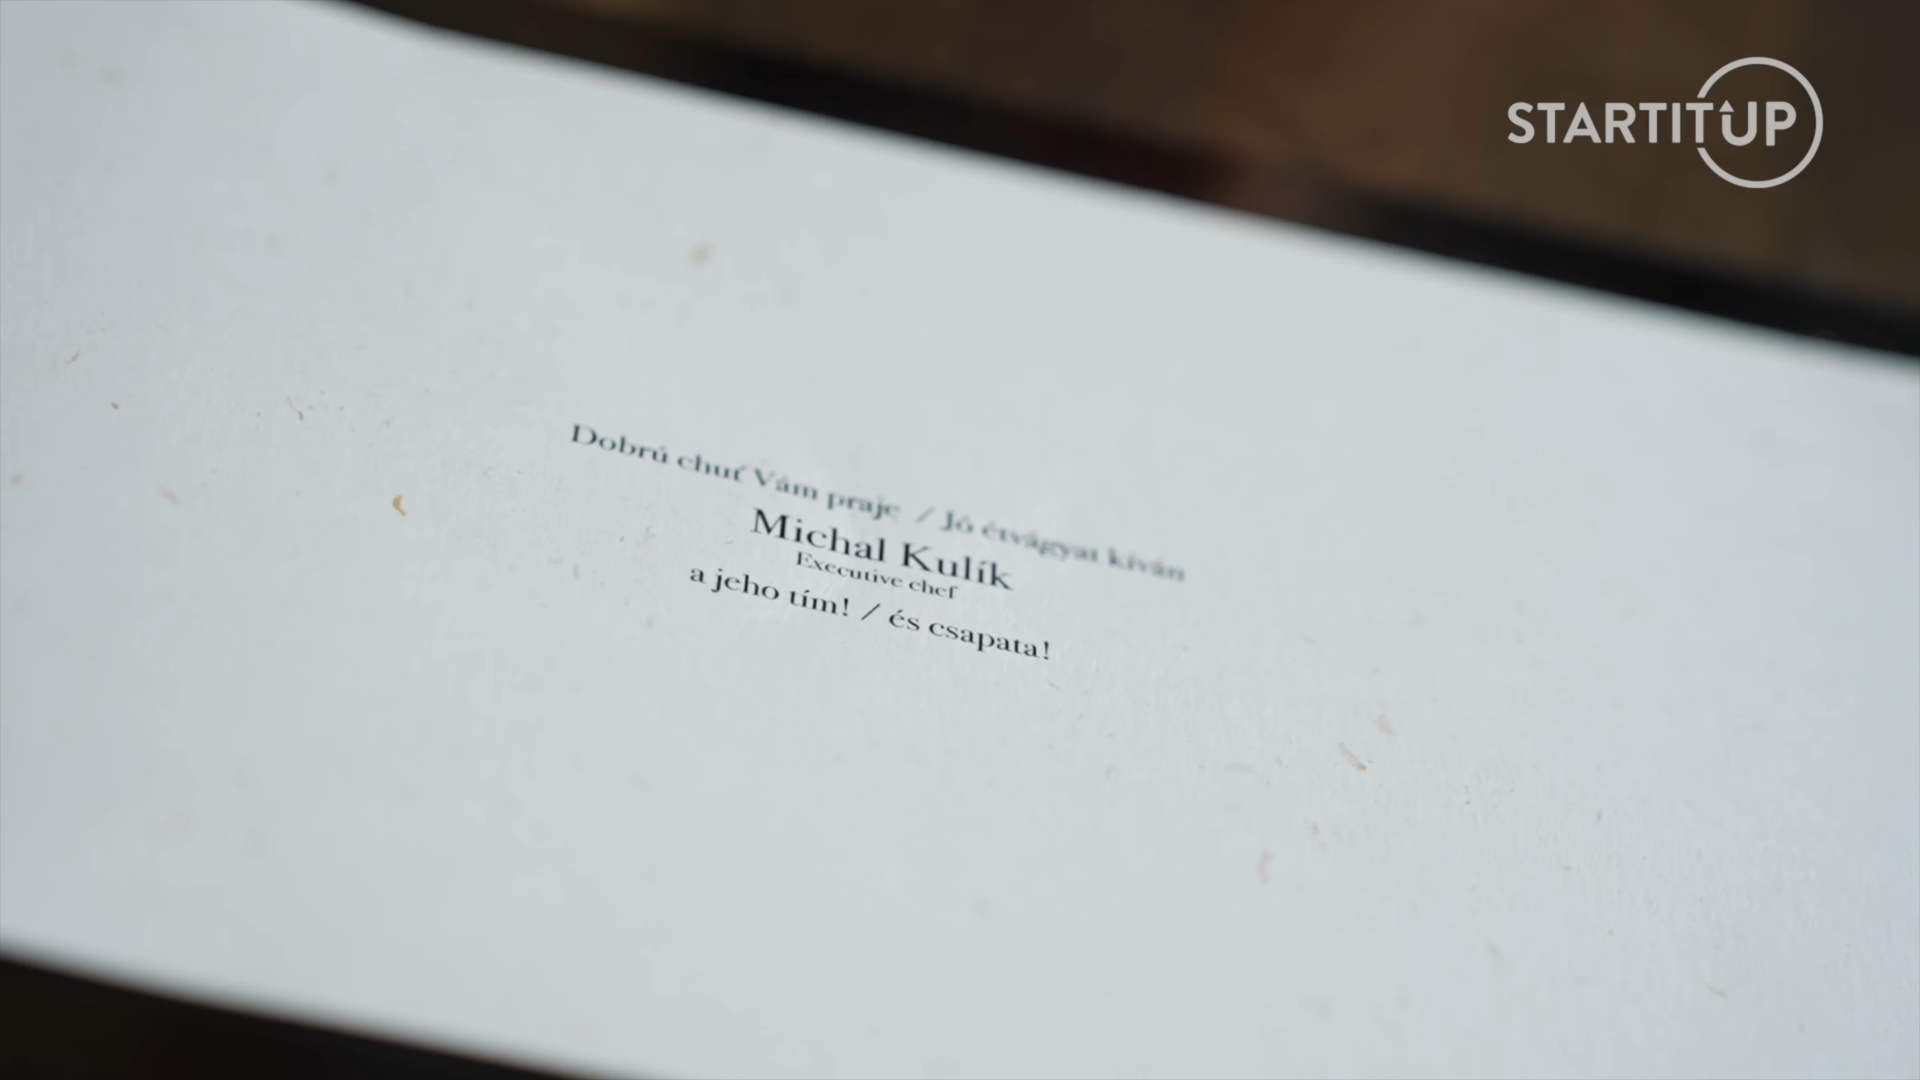 STARTITUP
Dobrú chuť Vám praje / Jó étvágyat kíván
Michal Kulík
Executive chef
a jeho tím! / és csapata!